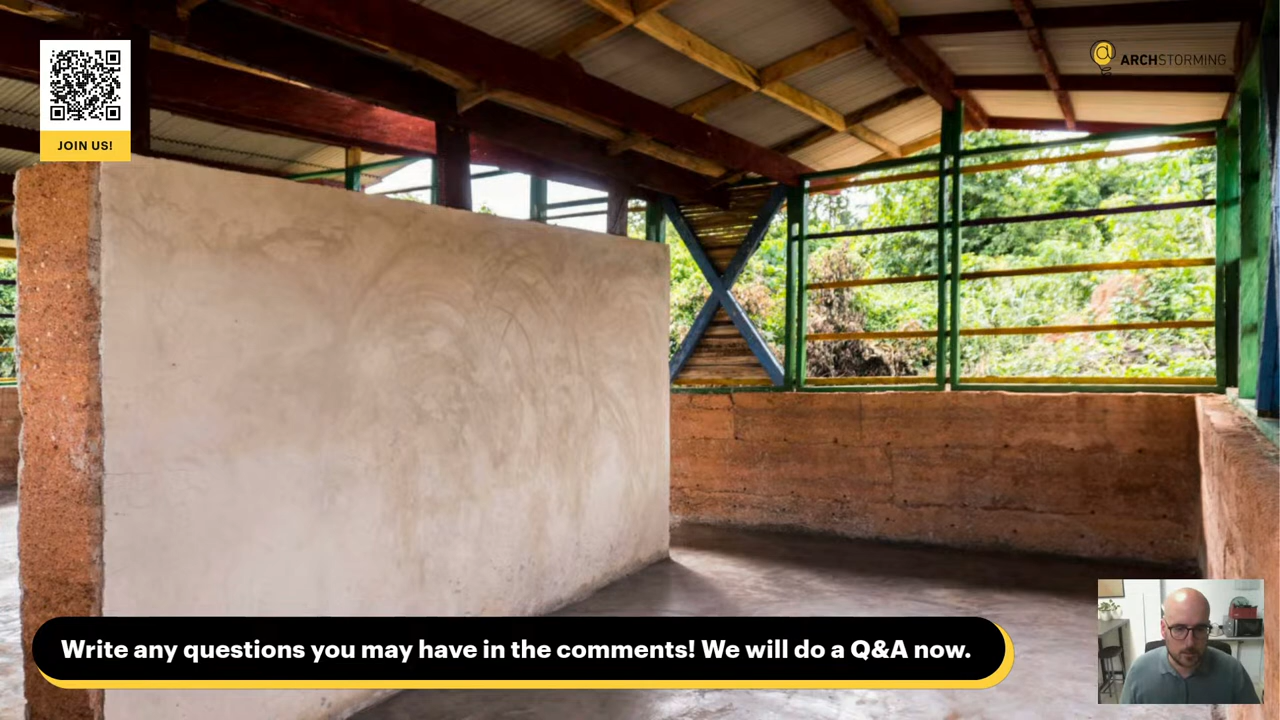 JOIN US!
ARCHSTORMING
Write any questions you may have in the comments! We will do a Q&A now.